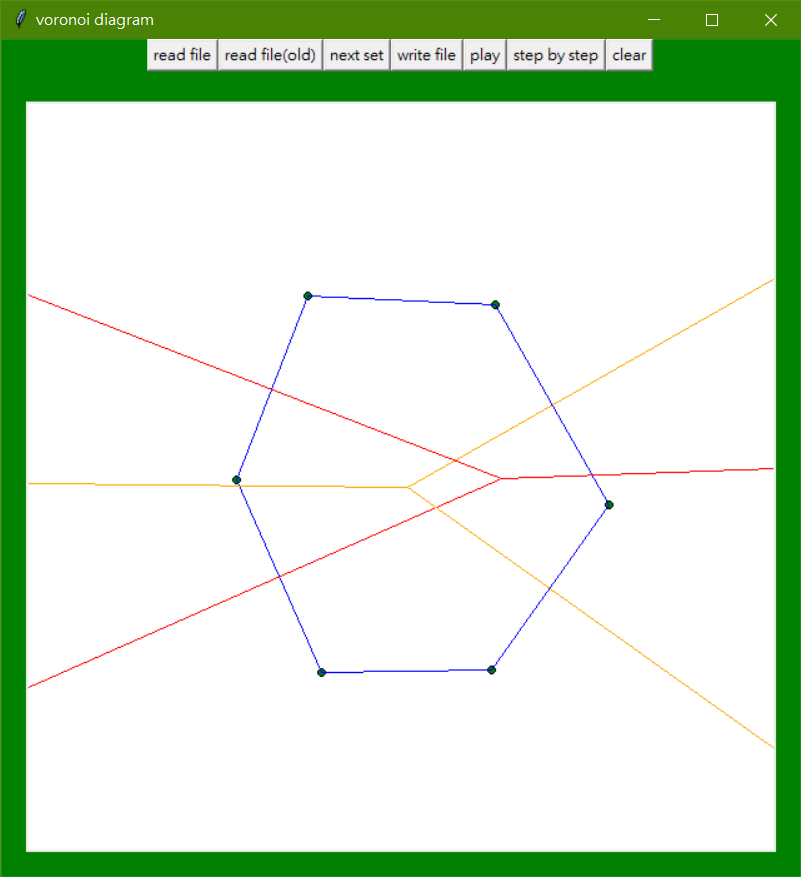 voronoi diagram
read file read file(old) next set write file play step by step clear